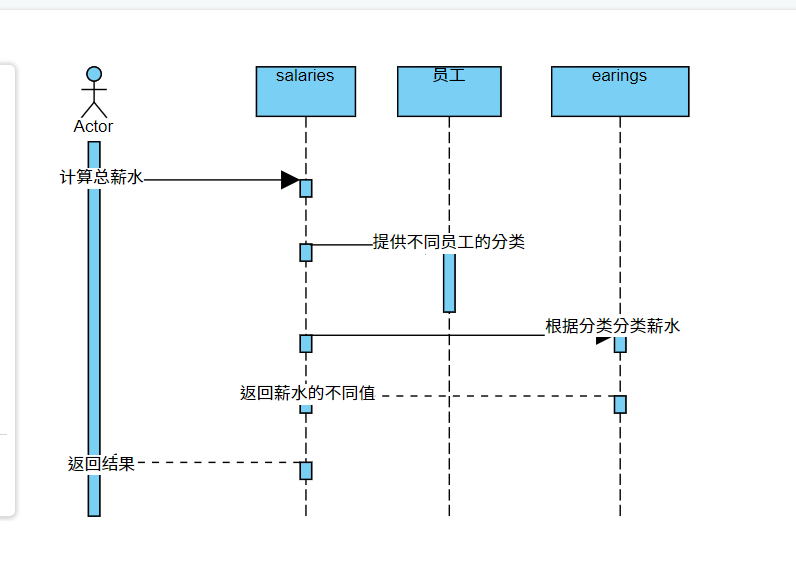 salaries
员工
earings
Actor
计算总薪水
提供不同员工的分类
根据分类分类薪水
返回薪水的不同值
返回结果